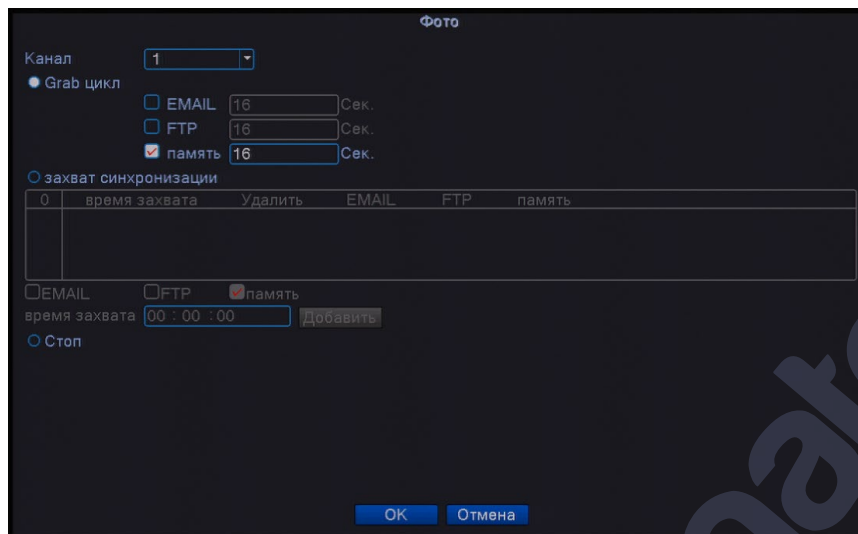 Фото
Канал 1
Grab цикл
EMAIL 16 Сек.
FTP 16 Сек.
память 16 Сек.
захват синхронизации
0 время захвата Удалить EMAIL FTP память
EMAIL FTP память
время захвата 00 : 00 : 00 Добавить
Стоп
OK Отмена